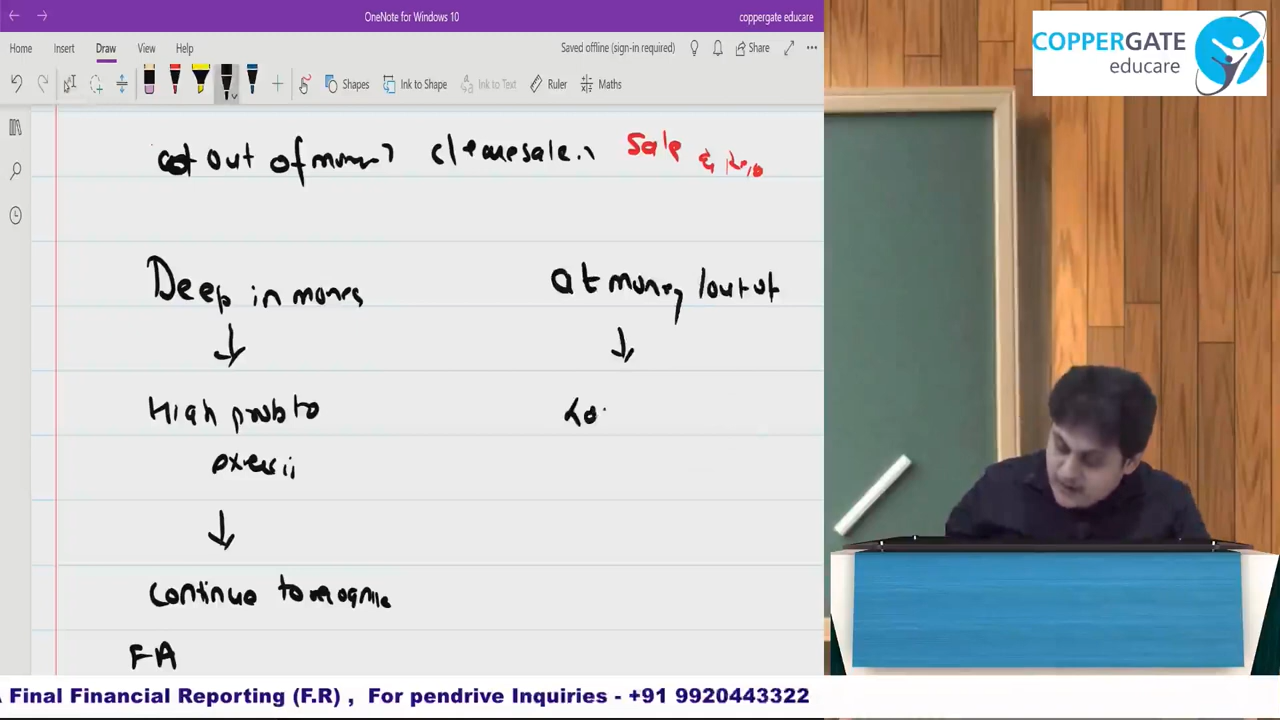 OneNote for Windows 10
coppergate educare
Home Insert Draw View Help
Saved offline (sign-in required)
Share
Shapes Ink to Shape Ink to Text Ruler Maths
COPPERGATE
educare
out of money Sale
Deep in money
at money / out of
High prob to
Continue to recognise
FA
A Final Financial Reporting (F.R) , For pendrive Inquiries - +91 9920443322